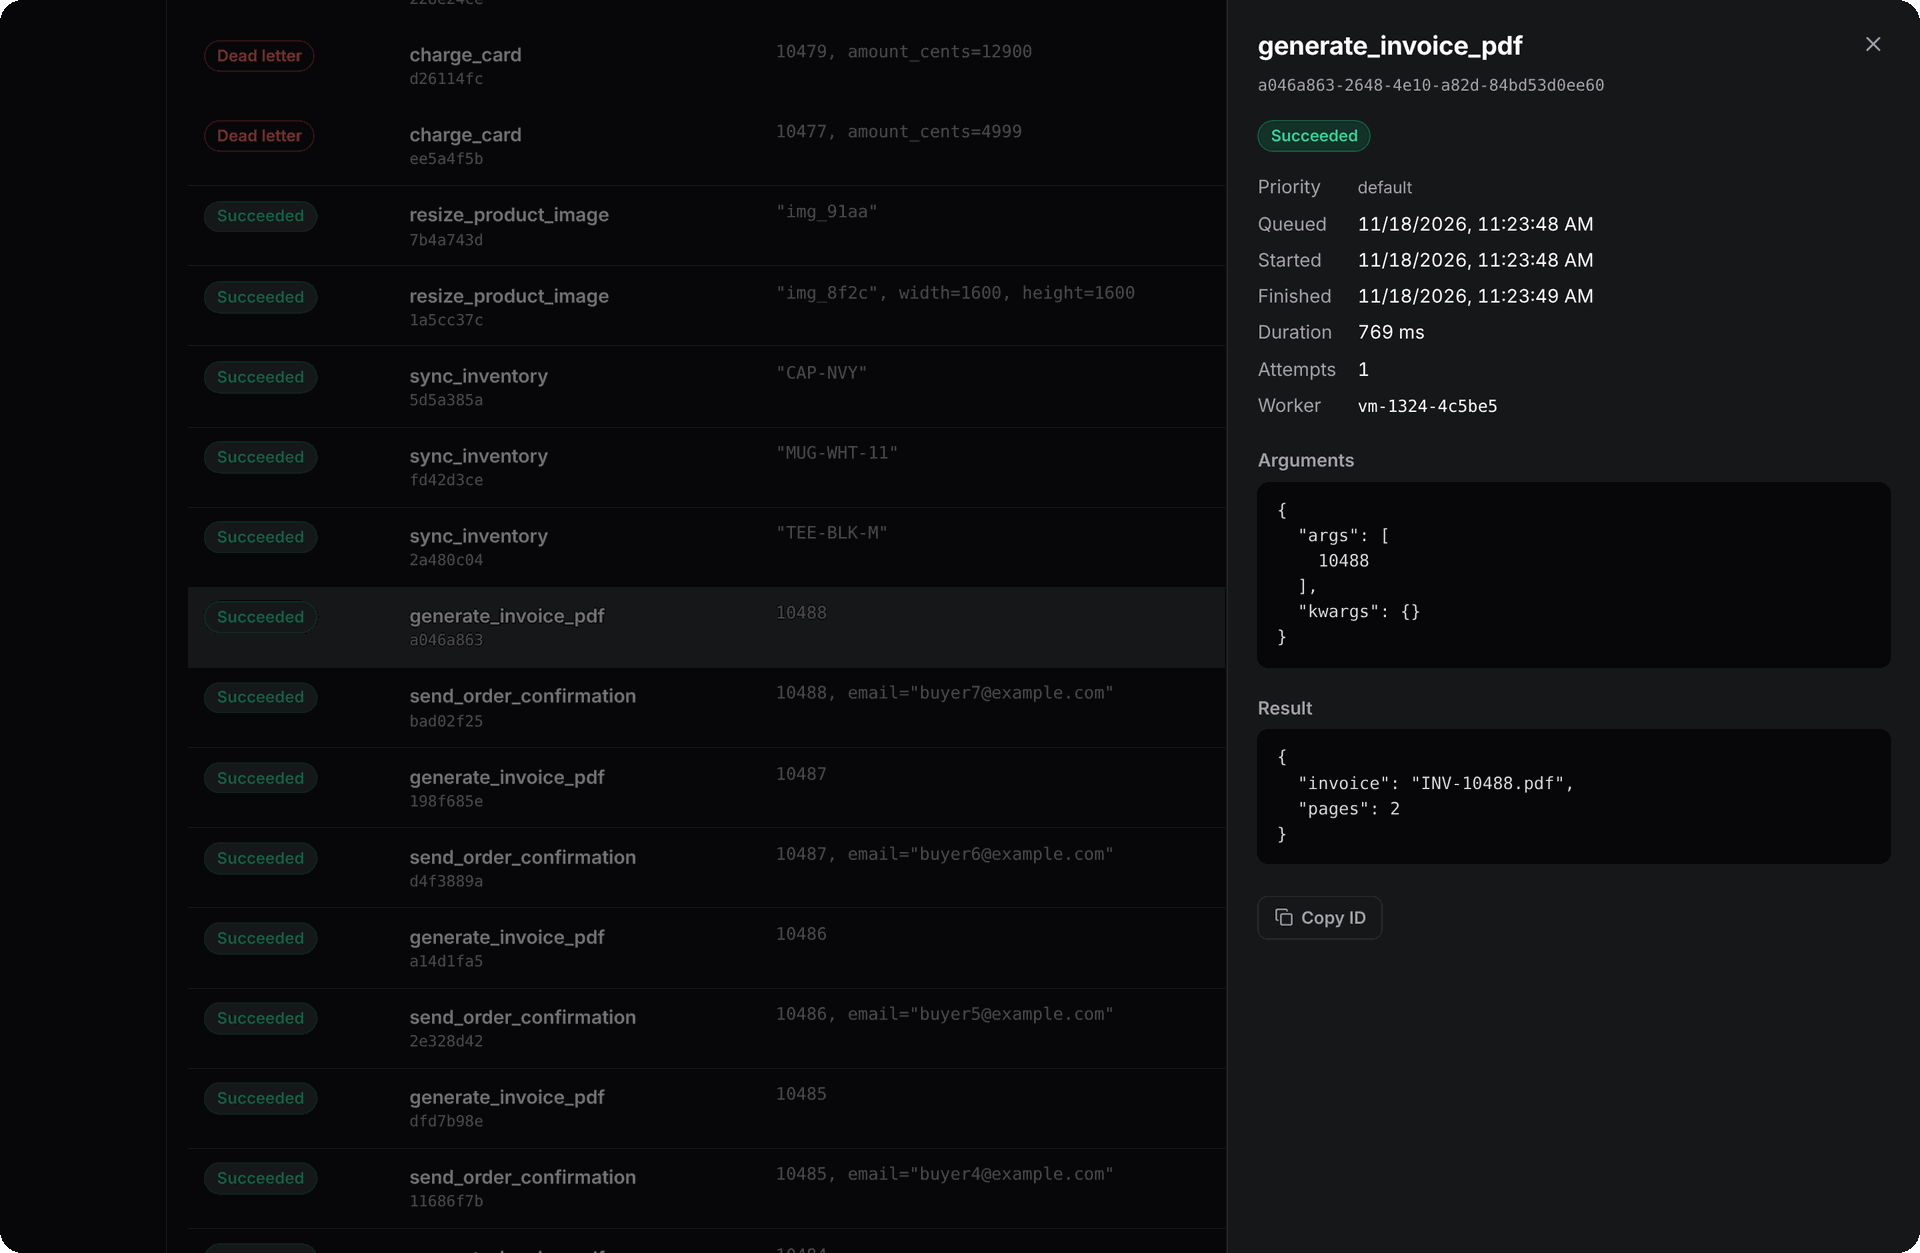 Dead letter
charge_card
10479, amount_cents=12900
d26114fc
Dead letter
charge_card
10477, amount_cents=4999
ee5a4f5b
Succeeded
resize_product_image
"img_91aa"
7b4a743d
Succeeded
resize_product_image
"img_8f2c", width=1600, height=1600
1a5cc37c
Succeeded
sync_inventory
"CAP-NVY"
5d5a385a
Succeeded
sync_inventory
"MUG-WHT-11"
fd42d3ce
Succeeded
sync_inventory
"TEE-BLK-M"
2a480c04
Succeeded
generate_invoice_pdf
10488
a046a863
Succeeded
send_order_confirmation
10488, email="buyer7@example.com"
bad02f25
Succeeded
generate_invoice_pdf
10487
198f685e
Succeeded
send_order_confirmation
10487, email="buyer6@example.com"
d4f3889a
Succeeded
generate_invoice_pdf
10486
a14d1fa5
Succeeded
send_order_confirmation
10486, email="buyer5@example.com"
2e328d42
Succeeded
generate_invoice_pdf
10485
dfd7b98e
Succeeded
send_order_confirmation
10485, email="buyer4@example.com"
11686f7b
generate_invoice_pdf
a046a863-2648-4e10-a82d-84bd53d0ee60
Succeeded
Priority default
Queued 11/18/2026, 11:23:48 AM
Started 11/18/2026, 11:23:48 AM
Finished 11/18/2026, 11:23:49 AM
Duration 769 ms
Attempts 1
Worker vm-1324-4c5be5
Arguments
{
"args": [
10488
],
"kwargs": {}
}
Result
{
"invoice": "INV-10488.pdf",
"pages": 2
}
Copy ID